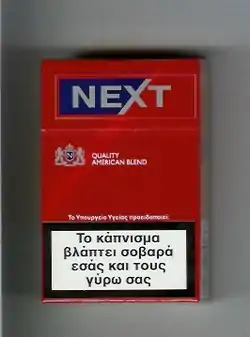 NEXT
QUALITY
AMERICAN BLEND
Το Υπουργείο Υγείας προειδοποιεί:
Το κάπνισμα
βλάπτει σοβαρά
εσάς και τους
γύρω σας